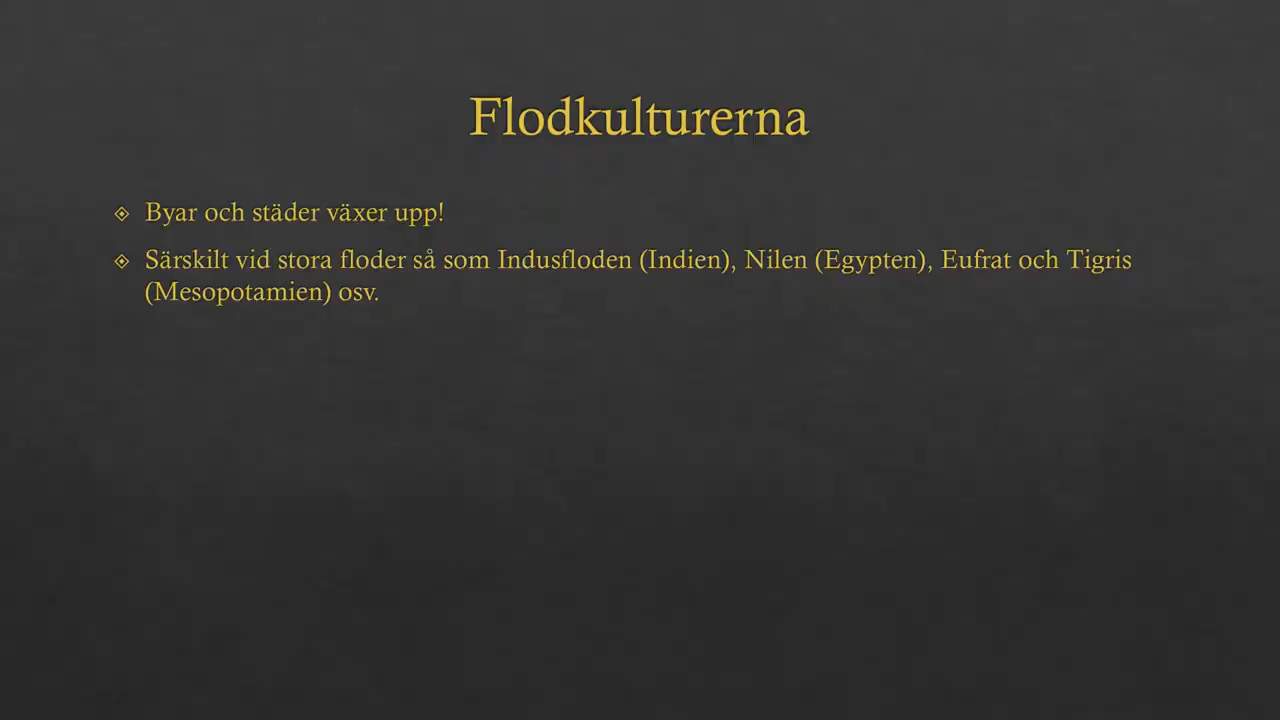 Flodkulturerna
Byar och städer växer upp!
Särskilt vid stora floder så som Indusfloden (Indien), Nilen (Egypten), Eufrat och Tigris
(Mesopotamien) osv.